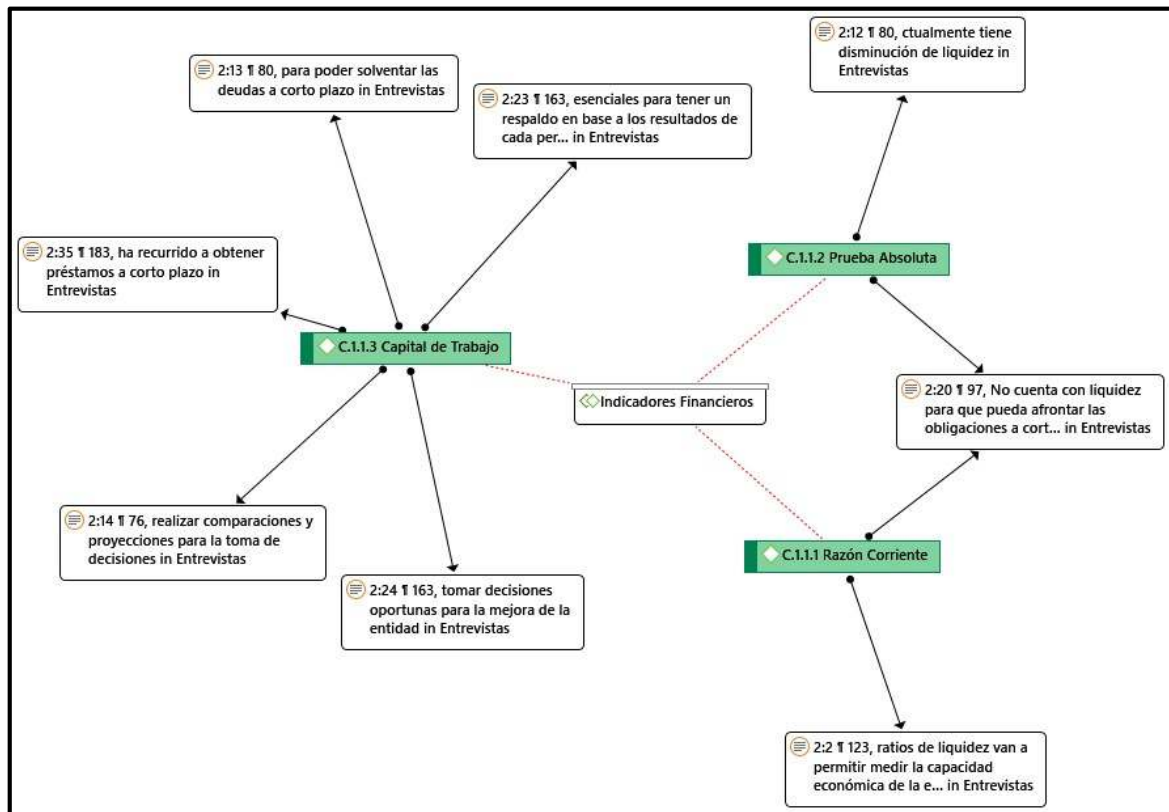 2:12 ¶ 80, ctualmente tiene
disminución de liquidez in
Entrevistas
2:13 ¶ 80, para poder solventar las
deudas a corto plazo in Entrevistas
2:23 ¶ 163, esenciales para tener un
respaldo en base a los resultados de
cada per... in Entrevistas
2:35 ¶ 183, ha recurrido a obtener
préstamos a corto plazo in
Entrevistas
C.1.1.2 Prueba Absoluta
C.1.1.3 Capital de Trabajo
Indicadores Financieros
2:20 ¶ 97, No cuenta con liquidez
para que pueda afrontar las
obligaciones a cort... in Entrevistas
2:14 ¶ 76, realizar comparaciones y
proyecciones para la toma de
decisiones in Entrevistas
C.1.1.1 Razón Corriente
2:24 ¶ 163, tomar decisiones
oportunas para la mejora de la
entidad in Entrevistas
2:2 ¶ 123, ratios de liquidez van a
permitir medir la capacidad
económica de la e... in Entrevistas